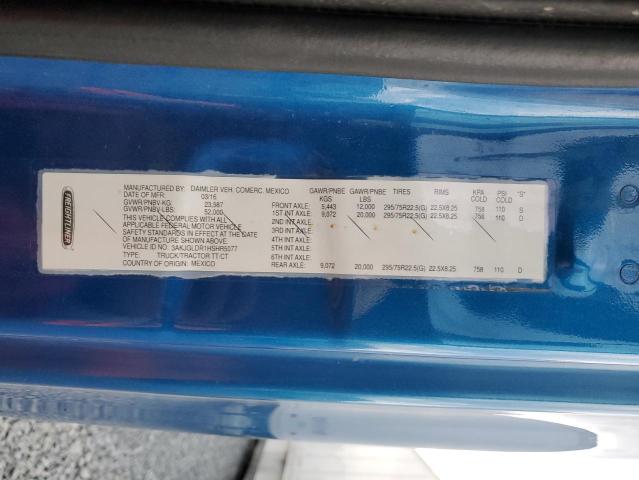 FREIGHTLINER
MANUFACTURED BY: DAIMLER VEH. COMERC. MEXICO
DATE OF MFR: 03/16
GVWR/PNBV-KG: 23,587
GVWR/PNBV-LBS: 52,000
THIS VEHICLE COMPLIES WITH ALL
APPLICABLE FEDERAL MOTOR VEHICLE
SAFETY STANDARDS IN EFFECT AT THE DATE
OF MANUFACTURE SHOWN ABOVE.
VEHICLE ID NO.: 3AKJGLDR1HSHR5077
TYPE: TRUCK/TRACTOR TT/CT
COUNTRY OF ORIGIN: MEXICO
GAWR/PNBE KGS GAWR/PNBE LBS TIRES RIMS KPA COLD PSI COLD "S"
FRONT AXLE: 5,443 12,000 295/75R22.5(G) 22.5X8.25 758 110 S
1ST INT AXLE: 9,072 20,000 295/75R22.5(G) 22.5X8.25 758 110 D
2ND INT AXLE:
3RD INT AXLE:
4TH INT AXLE:
5TH INT AXLE:
6TH INT AXLE:
REAR AXLE: 9,072 20,000 295/75R22.5(G) 22.5X8.25 758 110 D